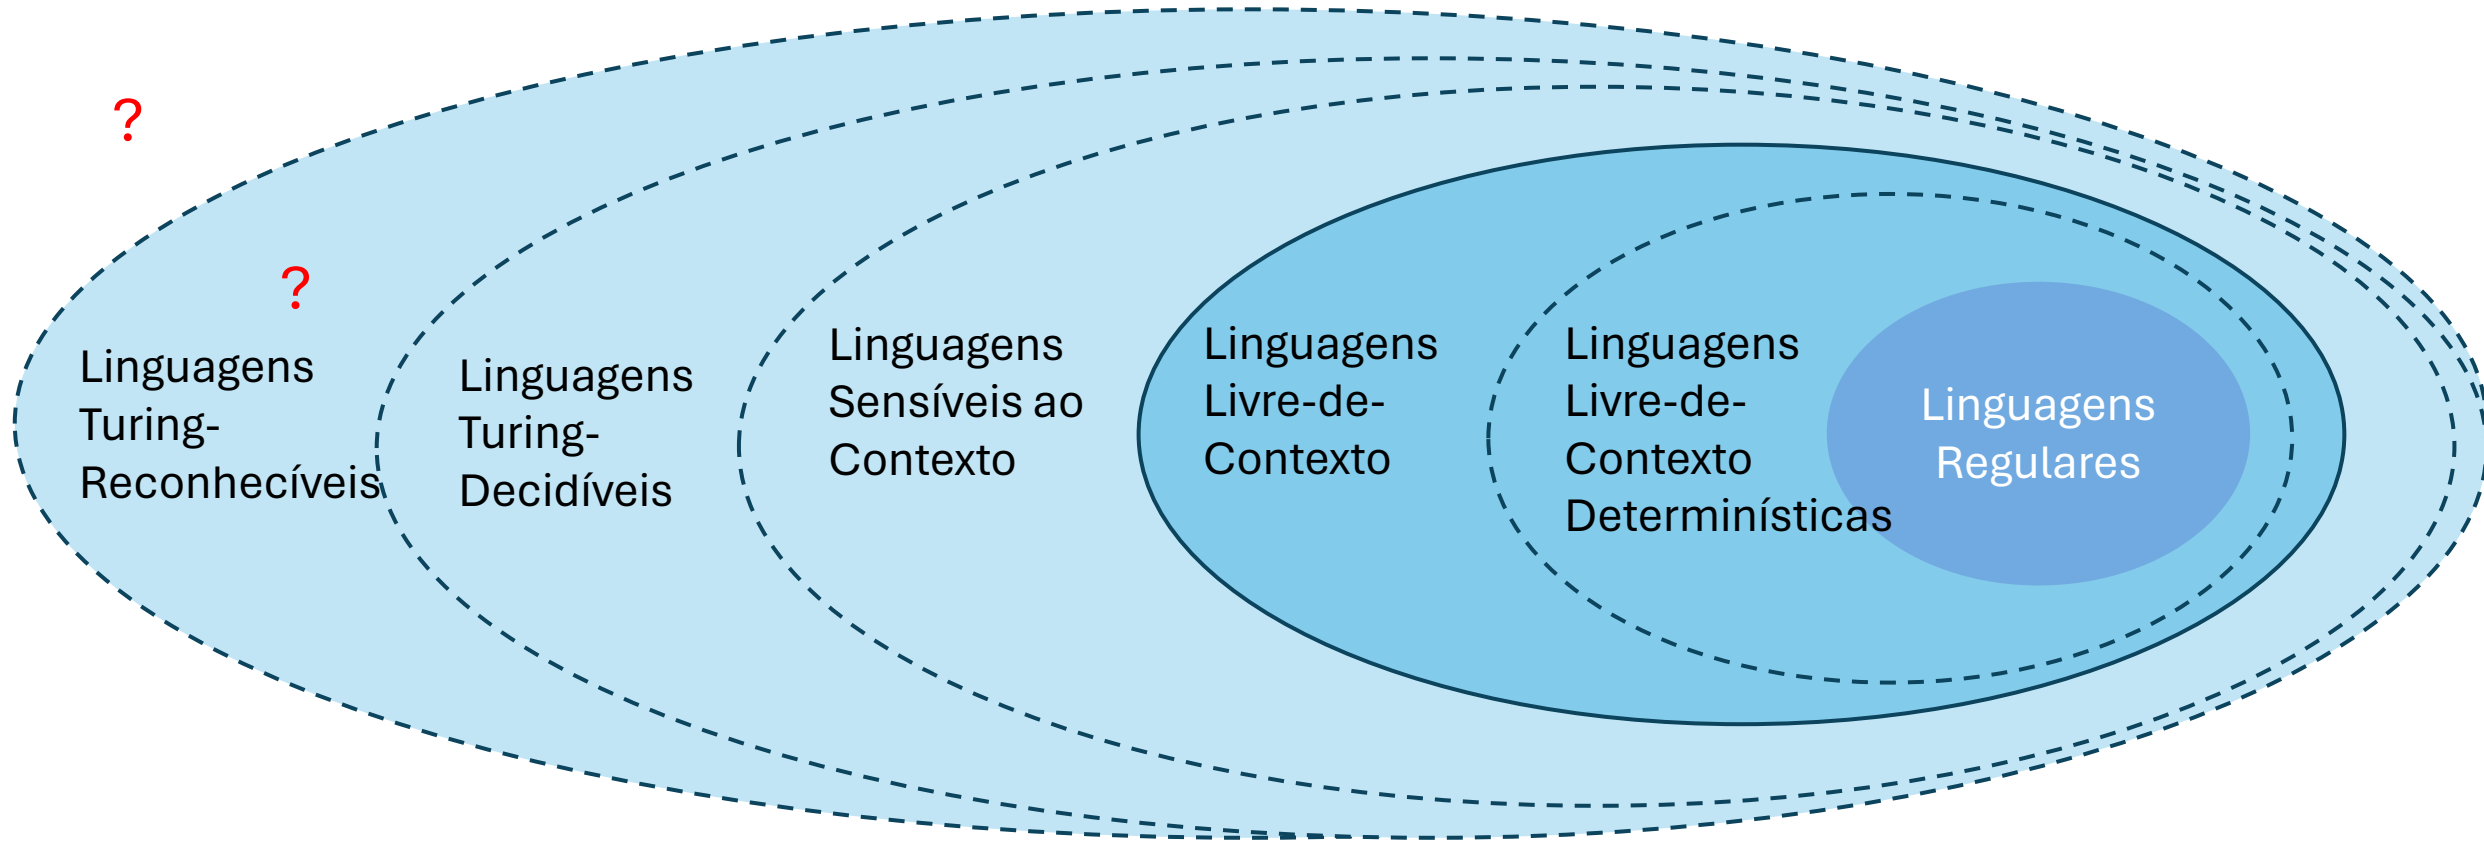 ?
?
Linguagens
Turing-
Reconhecíveis
Linguagens
Turing-
Decidíveis
Linguagens
Sensíveis ao
Contexto
Linguagens
Livre-de-
Contexto
Linguagens
Livre-de-
Contexto
Determinísticas
Linguagens
Regulares